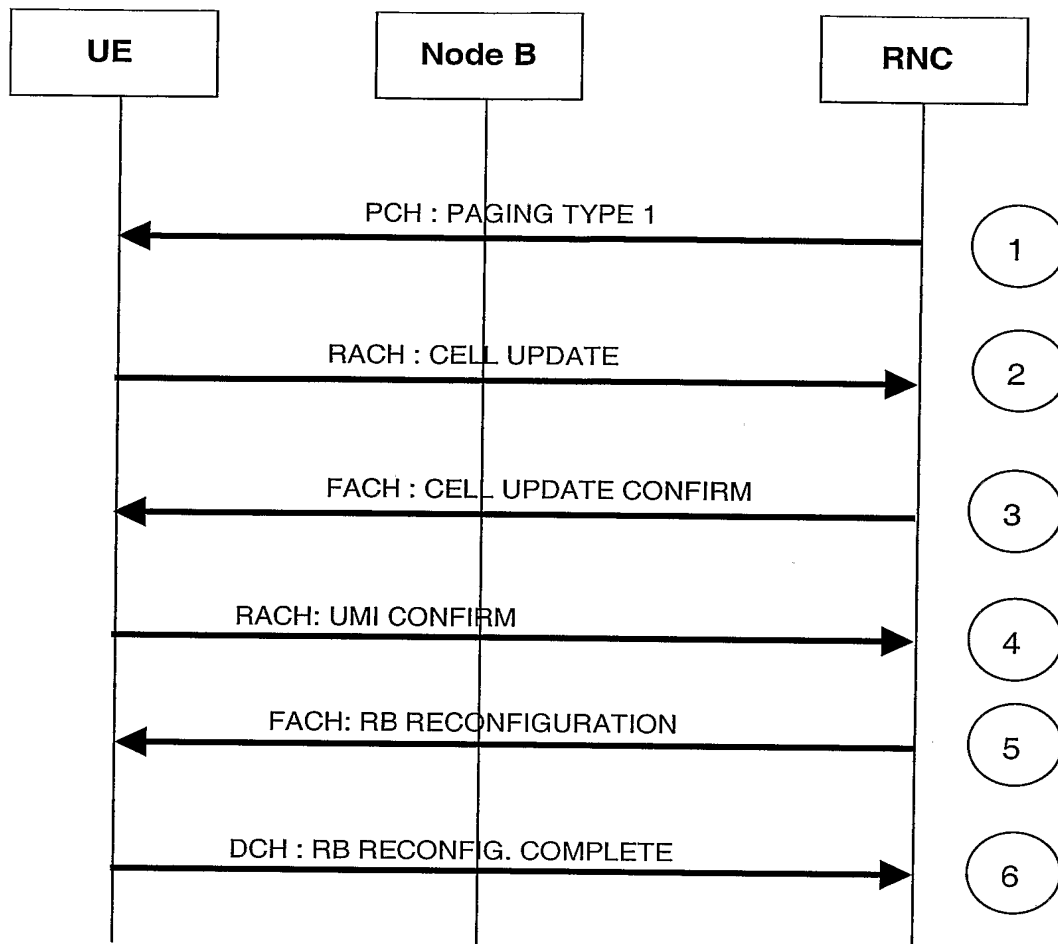 UE
Node B
RNC
PCH : PAGING TYPE 1
1
RACH : CELL UPDATE
2
FACH : CELL UPDATE CONFIRM
3
RACH: UMI CONFIRM
4
FACH: RB RECONFIGURATION
5
DCH : RB RECONFIG. COMPLETE
6